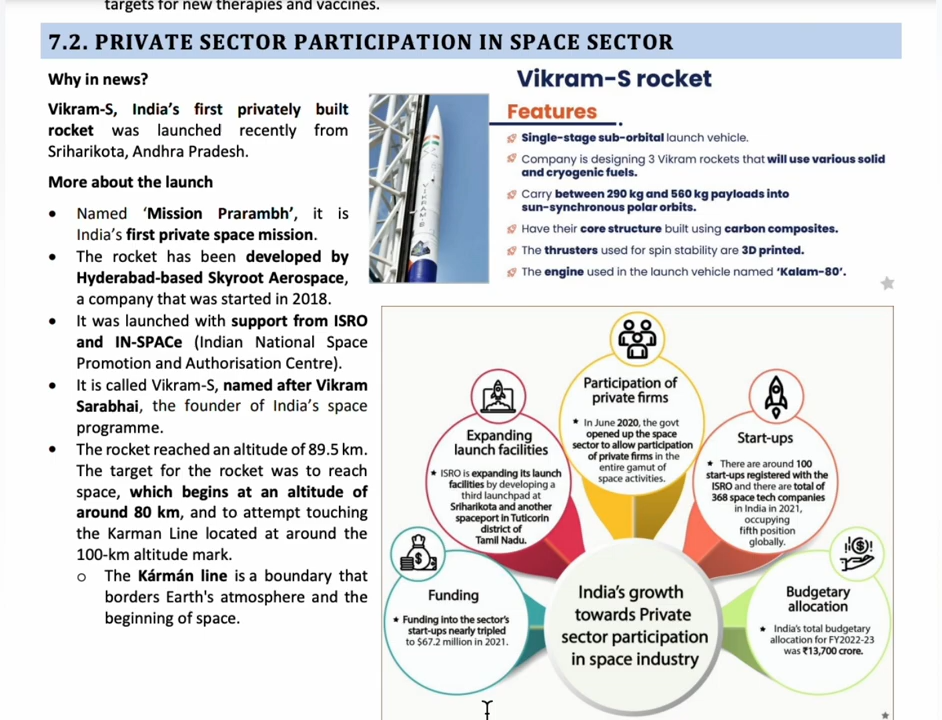 targets for new therapies and vaccines.
7.2. PRIVATE SECTOR PARTICIPATION IN SPACE SECTOR
Why in news?
Vikram-S, India's first privately built
rocket was launched recently from
Sriharikota, Andhra Pradesh.
More about the launch
• Named 'Mission Prarambh', it is
India's first private space mission.
• The rocket has been developed by
Hyderabad-based Skyroot Aerospace,
a company that was started in 2018.
• It was launched with support from ISRO
and IN-SPACe (Indian National Space
Promotion and Authorisation Centre).
• It is called Vikram-S, named after Vikram
Sarabhai, the founder of India's space
programme.
• The rocket reached an altitude of 89.5 km.
The target for the rocket was to reach
space, which begins at an altitude of
around 80 km, and to attempt touching
the Karman Line located at around the
100-km altitude mark.
o The Kármán line is a boundary that
borders Earth's atmosphere and the
beginning of space.
Vikram-S rocket
Features
Single-stage sub-orbital launch vehicle.
Company is designing 3 Vikram rockets that will use various solid
and cryogenic fuels.
Carry between 290 kg and 560 kg payloads into
sun-synchronous polar orbits.
Have their core structure built using carbon composites.
The thrusters used for spin stability are 3D printed.
The engine used in the launch vehicle named 'Kalam-80'.
VIKRAM-S
Participation of
private firms
★ In June 2020, the govt
opened up the space
sector to allow participation
of private firms in the
entire gamut of
space activities.
Expanding
launch facilities
★ ISRO is expanding its launch
facilities by developing a
third launchpad at
Sriharikota and another
spaceport in Tuticorin
district of
Tamil Nadu.
Start-ups
★ There are around 100
start-ups registered with the
ISRO and there are total of
368 space tech companies
in India in 2021,
occupying
fifth position
globally.
Funding
★ Funding into the sector's
start-ups nearly tripled
to $67.2 million in 2021.
India's growth
towards Private
sector participation
in space industry
Budgetary
allocation
★ India's total budgetary
allocation for FY2022-23
was ₹13,700 crore.